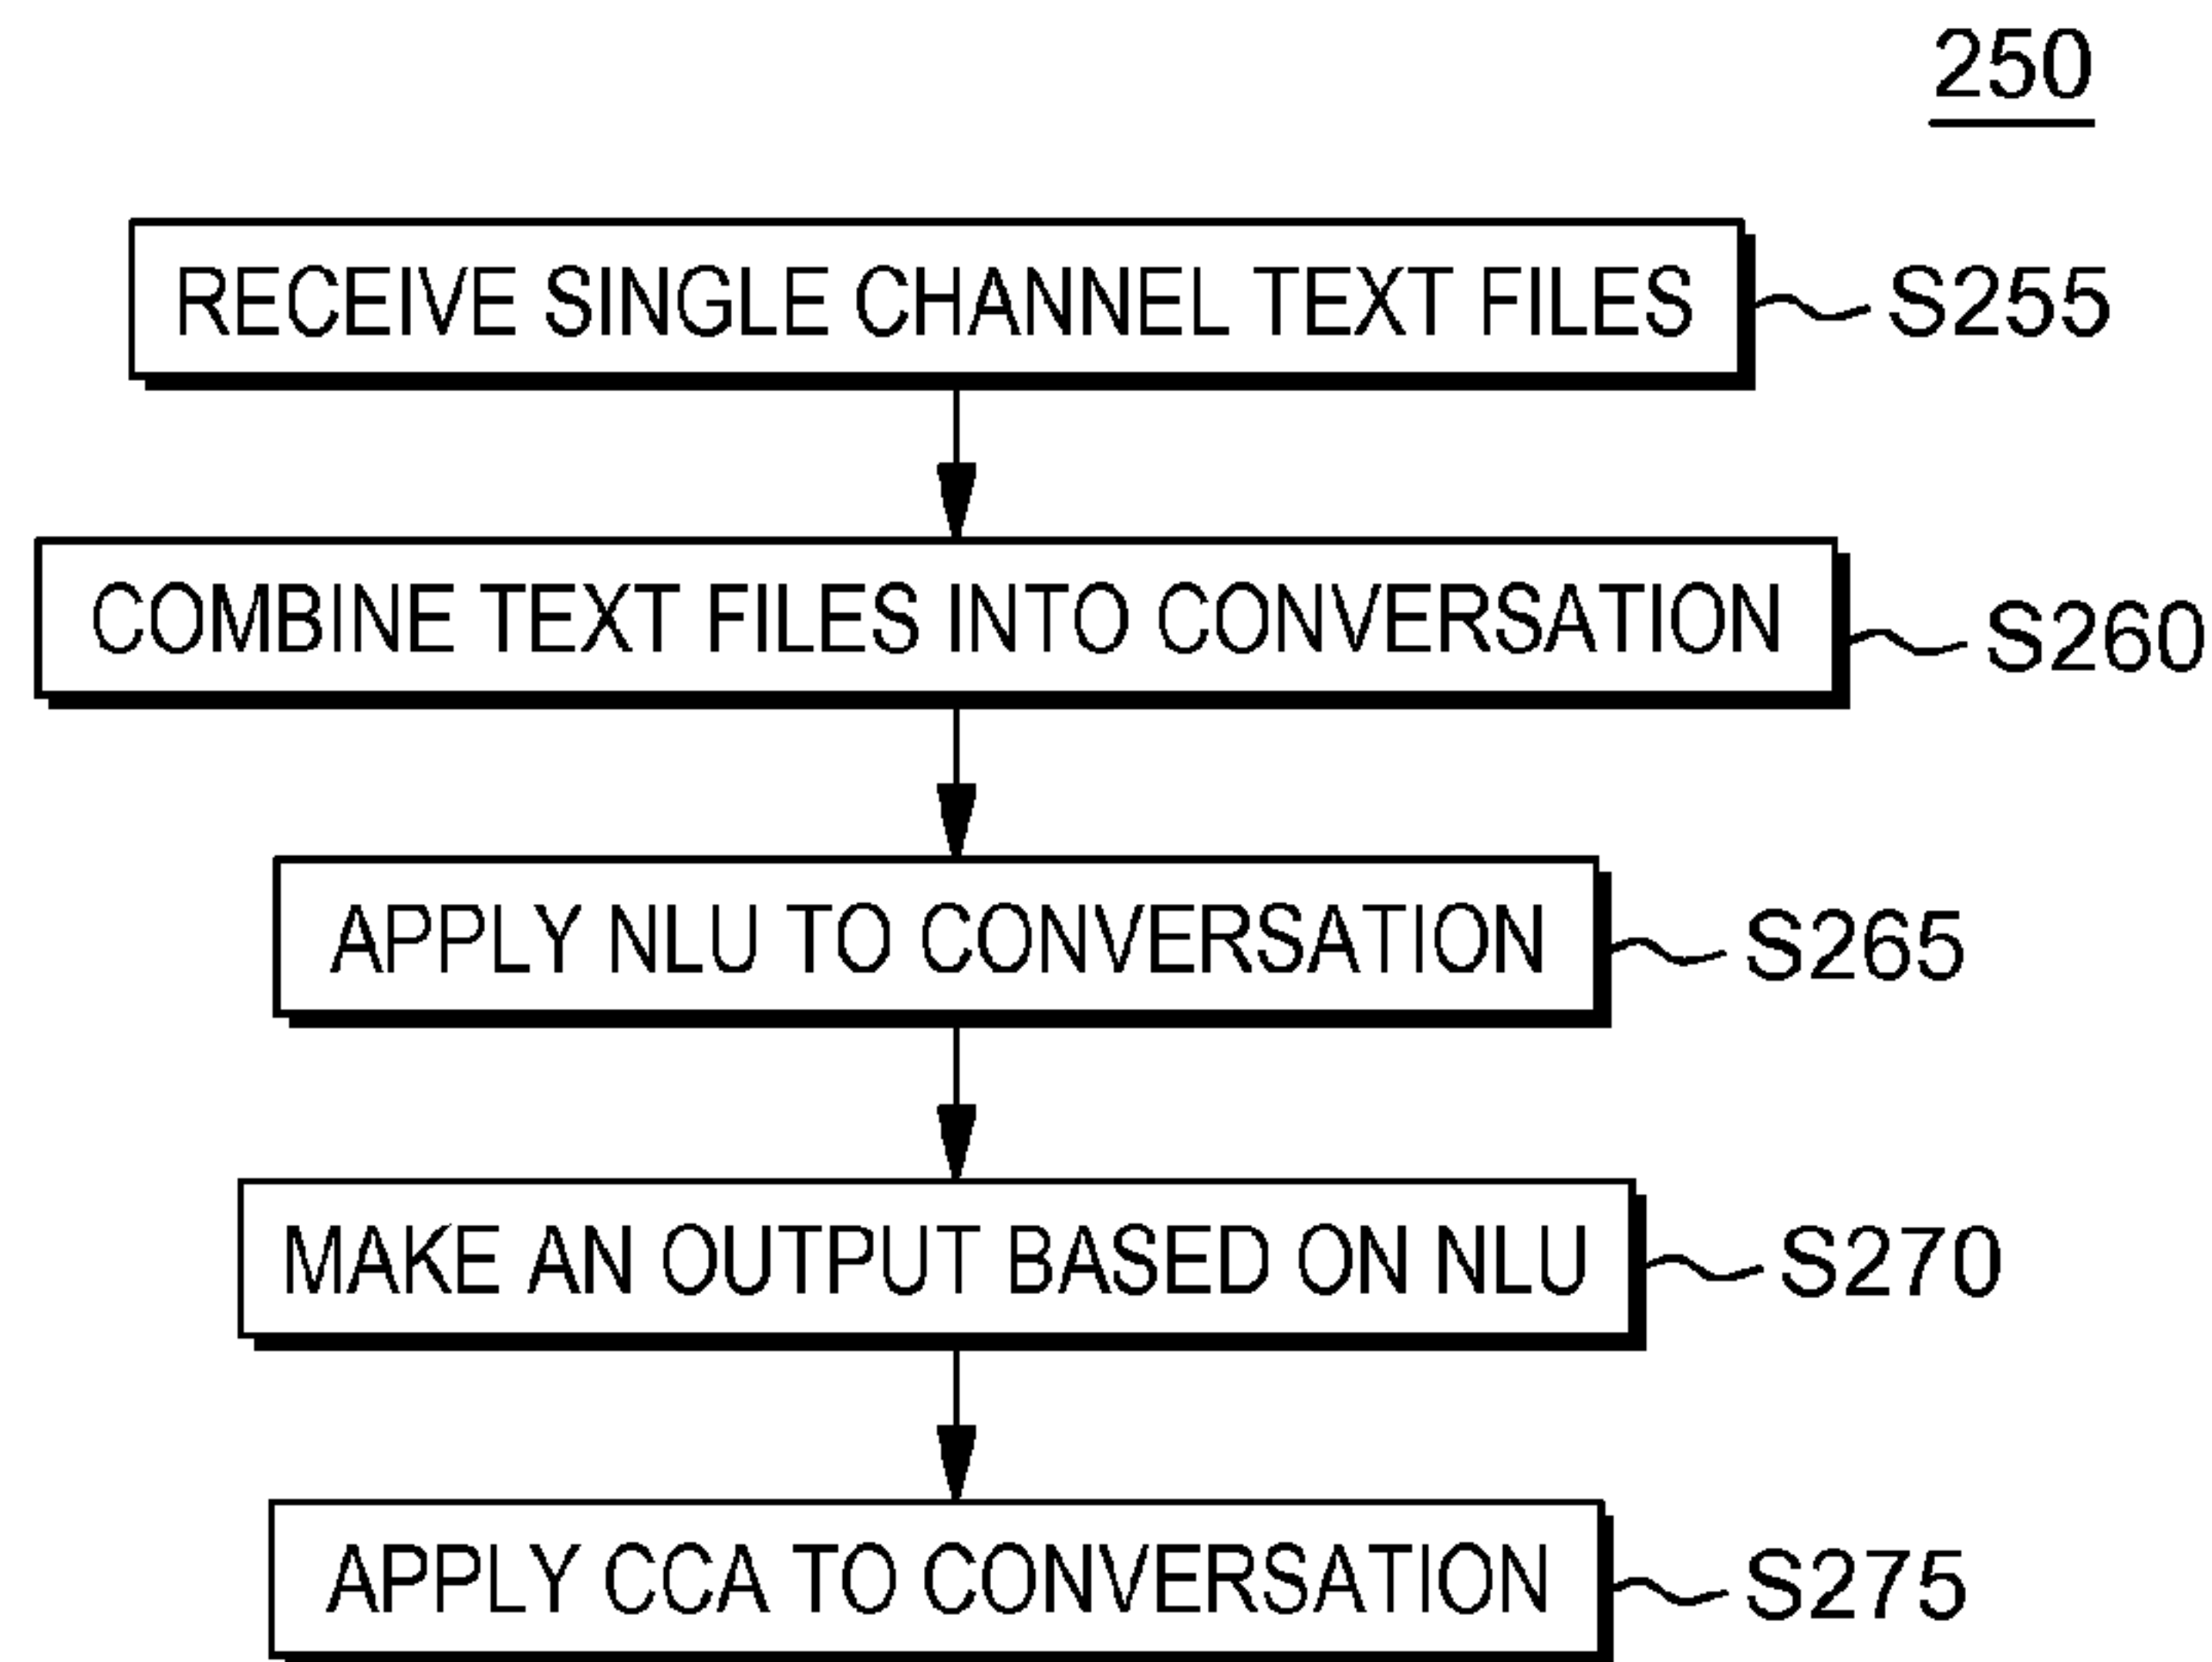 250
RECEIVE SINGLE CHANNEL TEXT FILES
S255
COMBINE TEXT FILES INTO CONVERSATION
S260
APPLY NLU TO CONVERSATION
S265
MAKE AN OUTPUT BASED ON NLU
S270
APPLY CCA TO CONVERSATION
S275